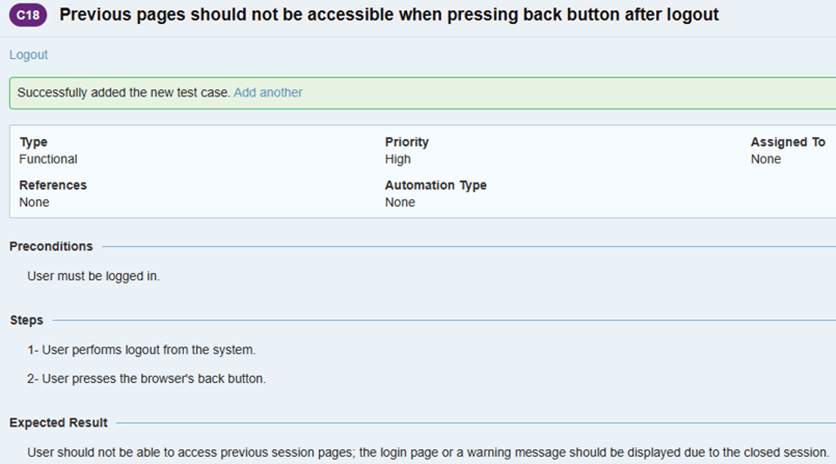 C18 Previous pages should not be accessible when pressing back button after logout
Logout
Successfully added the new test case. Add another
Type Priority Assigned To
Functional High None
References Automation Type
None None
Preconditions
User must be logged in.
Steps
1- User performs logout from the system.
2- User presses the browser's back button.
Expected Result
User should not be able to access previous session pages; the login page or a warning message should be displayed due to the closed session.